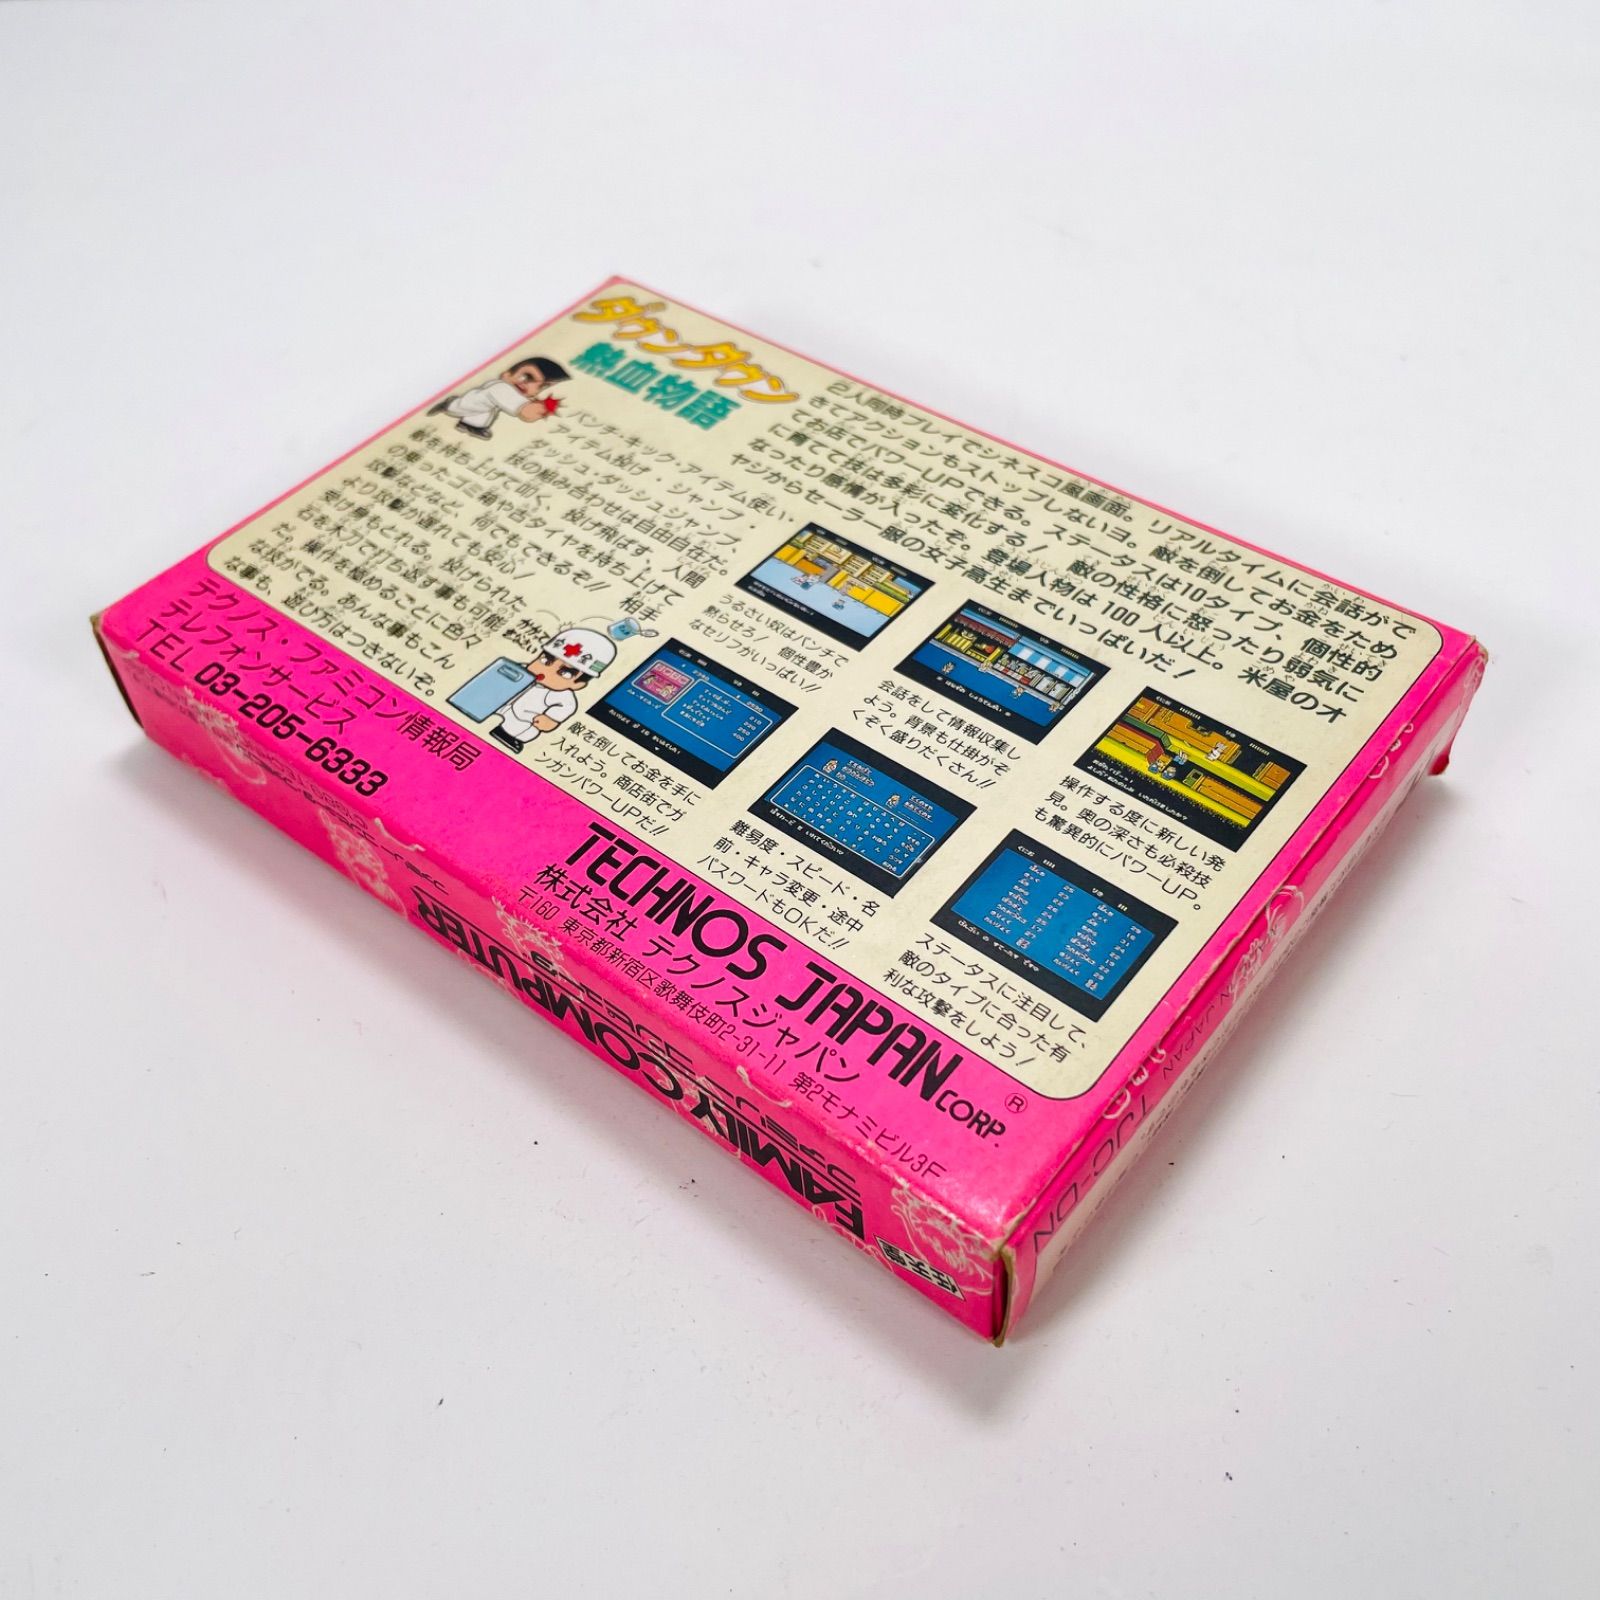 ダウンタウン
熱血物語
2人同時プレイでシネスコ風画面。リアルタイムに会話がで
きてアクションもストップしないヨ。敵を倒してお金をため
てお店でパワーUPできる。ステータスは10タイプ、個性的
に育てて技は多彩に変化する!敵の性格に怒ったり弱気に
なったり感情が入ったぞ。登場人物は100人以上。米屋のオ
ヤジからセーラー服の女子高生までいっぱいだ!
パンチ・キック・アイテム使い・
アイテム投げ・ジャンプ・
ダッシュ・ダッシュジャンプ、
技の組み合わせは自由自在だ。
敵を持ち上げて叩く、投げ飛ばす、人間
の乗ったゴミ箱や古タイヤを持ち上げて
攻撃などなど、何でもできるぞ!!相手
より攻撃が遅れても安心!
受け身もとれる。投げられた
石を木刀で打ち返す事も可能
だ。操作を極めるごとに色々
な技がでる。あんな事もこん
な事も、遊び方はつきないぞ。
うるさい奴はパンチで
黙らせろ!個性豊か
なセリフがいっぱい!!
会話をして情報収集し
よう。背景も仕掛がぞ
くぞく盛りだくさん!!
操作する度に新しい発
見。奥の深さも必殺技
も驚異的にパワーUP。
敵を倒してお金を手に
入れよう。商店街でガ
ンガンパワーUPだ!!
難易度・スピード・名
前・キャラ変更・途中
パスワードもOKだ!!
ステータスに注目して、
敵のタイプに合った有
利な攻撃をしよう!
テクノス・ファミコン情報局
テレフォンサービス
TEL 03-205-6333
TECHNOS JAPAN CORP. ®
株式会社 テクノスジャパン
〒160 東京都新宿区歌舞伎町2-31-11 第2モナミビル3F
FAMILY COMPUTER
ファミリーコンピュータ
任天堂
TJC-DN